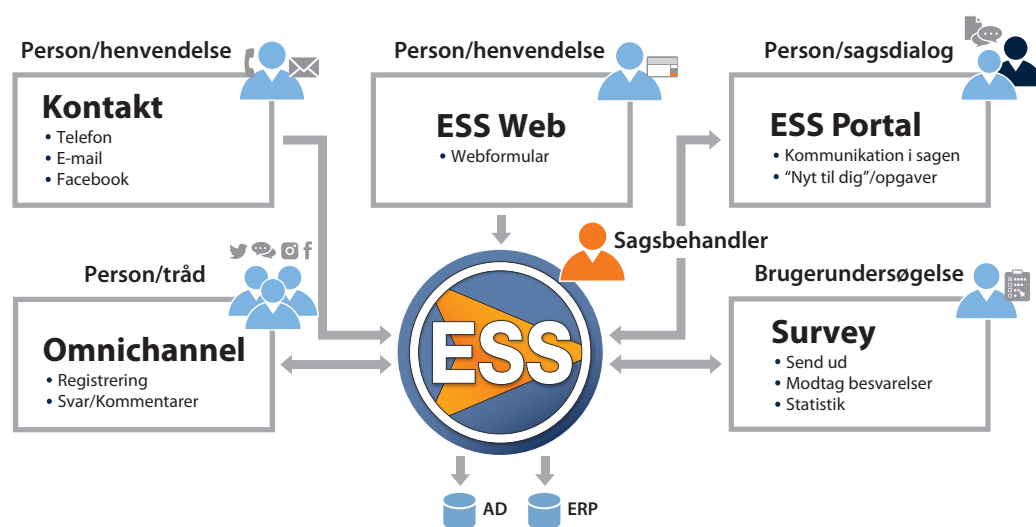 Person/henvendelse
Kontakt
• Telefon
• E-mail
• Facebook
Person/henvendelse
ESS Web
• Webformular
Person/sagsdialog
ESS Portal
• Kommunikation i sagen
• “Nyt til dig”/opgaver
Sagsbehandler
Person/tråd
Omnichannel
• Registrering
• Svar/Kommentarer
ESS
Brugerundersøgelse
Survey
• Send ud
• Modtag besvarelser
• Statistik
AD
ERP